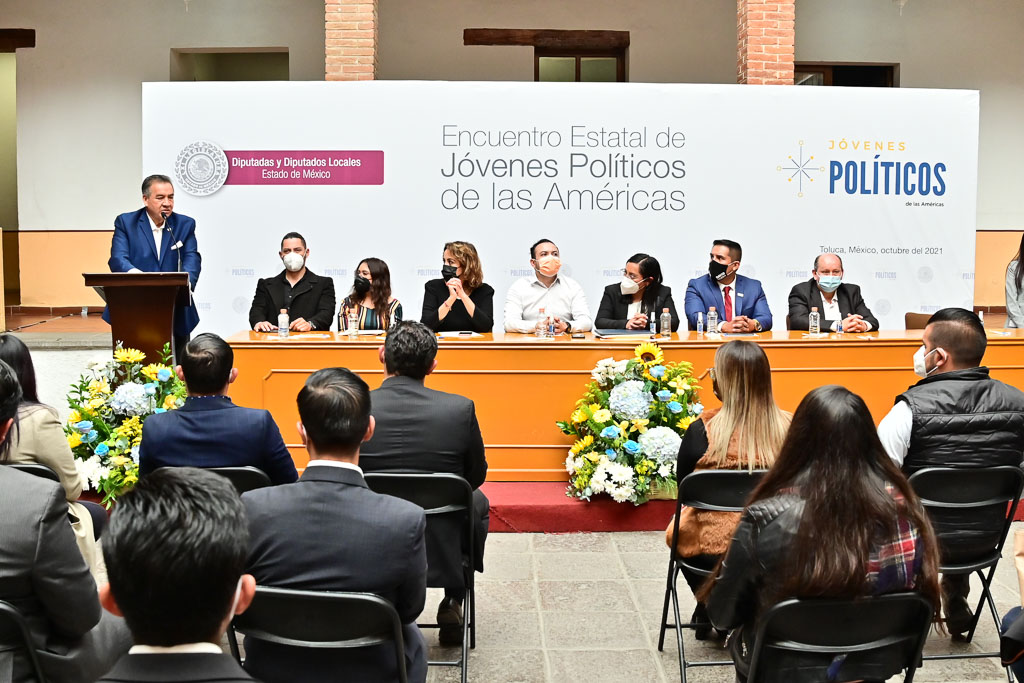 Diputadas y Diputados Locales
Estado de México
Encuentro Estatal de
Jóvenes Políticos
de las Américas
JÓVENES
POLÍTICOS
de las Américas
Toluca, México, octubre del 2021